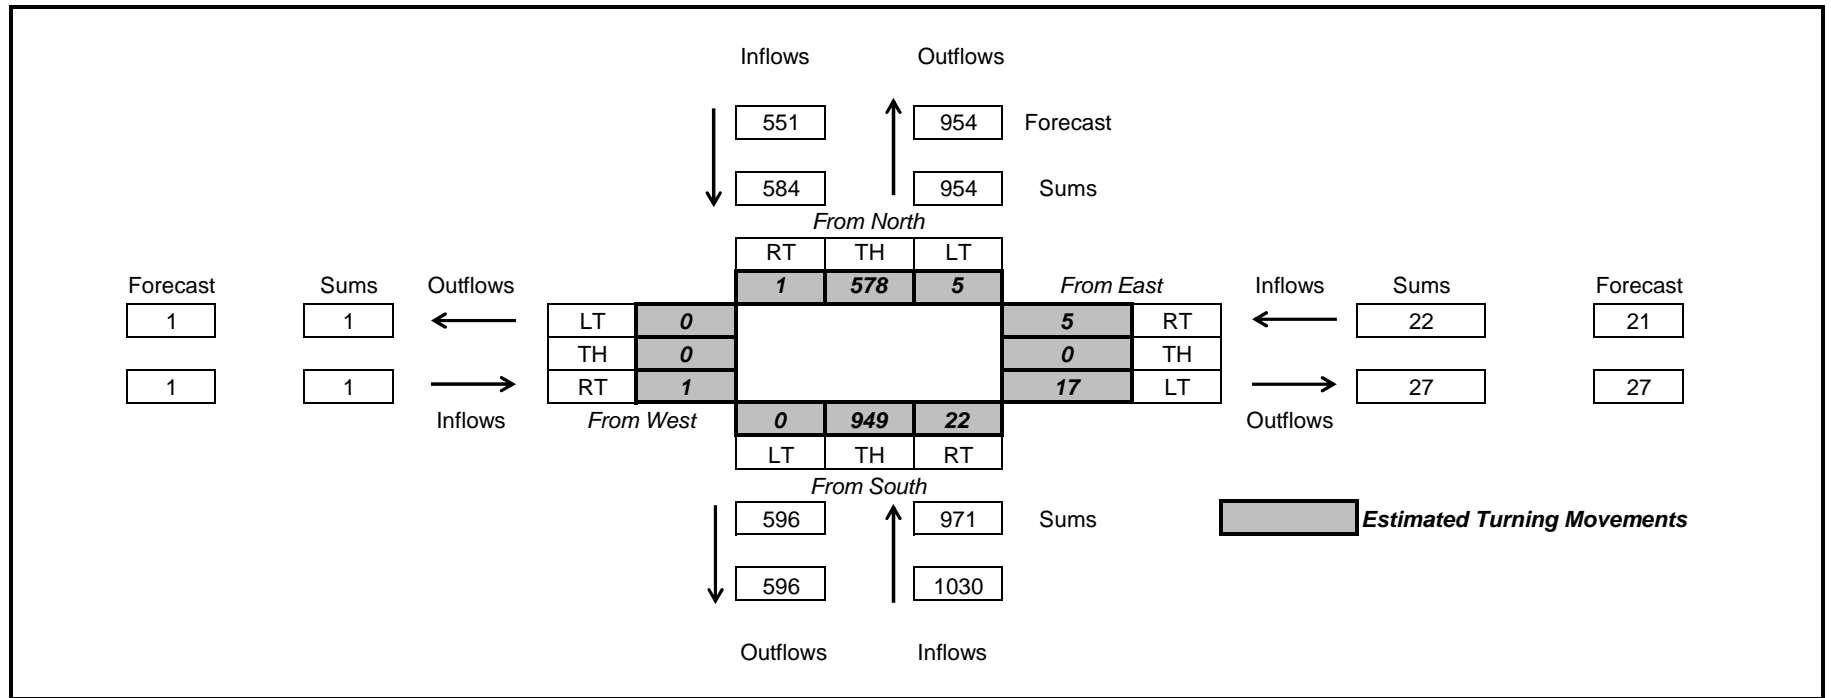 Inflows Outflows
551 954 Forecast
584 954 Sums
From North
RT TH LT
Forecast Sums Outflows 1 578 5 From East Inflows Sums Forecast
1 1 LT 0 5 RT 22 21
TH 0 0 TH
1 1 RT 1 17 LT 27 27
Inflows From West 0 949 22 Outflows
LT TH RT
From South
596 971 Sums Estimated Turning Movements
596 1030
Outflows Inflows